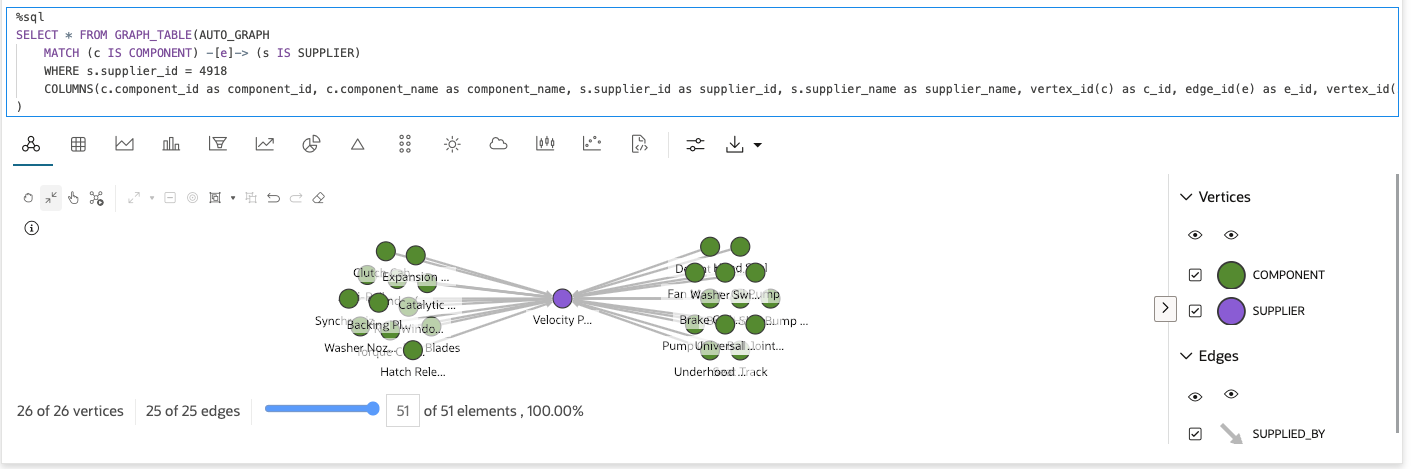 %sql
SELECT * FROM GRAPH_TABLE(AUTO_GRAPH
MATCH (c IS COMPONENT) -[e]-> (s IS SUPPLIER)
WHERE s.supplier_id = 4918
COLUMNS(c.component_id as component_id, c.component_name as component_name, s.supplier_id as supplier_id, s.supplier_name as supplier_name, vertex_id(c) as c_id, edge_id(e) as e_id, vertex_id(
)
Vertices
COMPONENT
SUPPLIER
Edges
SUPPLIED_BY
Clutch
Expansion ...
Catalytic ...
Synch
Backing Pl...
Windo...
Washer Noz...
Blades
Hatch Rele...
Velocity P...
Fan
Washer Swi...
Pump
Brake
Pump ...
Pump
Universal ...
Joint...
Underhood ...
Track
26 of 26 vertices
25 of 25 edges
51
of 51 elements , 100.00%